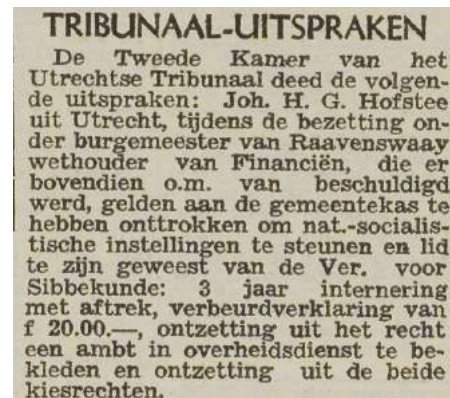 TRIBUNAAL-UITSPRAKEN
De Tweede Kamer van het
Utrechtse Tribunaal deed de volgen-
de uitspraken: Joh. H. G. Hofstee
uit Utrecht, tijdens de bezetting on-
der burgemeester van Raavenswaay
wethouder van Financiën, die er
bovendien o.m. van beschuldigd
werd, gelden aan de gemeentekas te
hebben onttrokken om nat.-socialis-
tische instellingen te steunen en lid
te zijn geweest van de Ver. voor
Sibbekunde: 3 jaar internering
met aftrek, verbeurdverklaring van
f 20.00.—, ontzetting uit het recht
een ambt in overheidsdienst te be-
kleden en ontzetting uit de beide
kiesrechten.